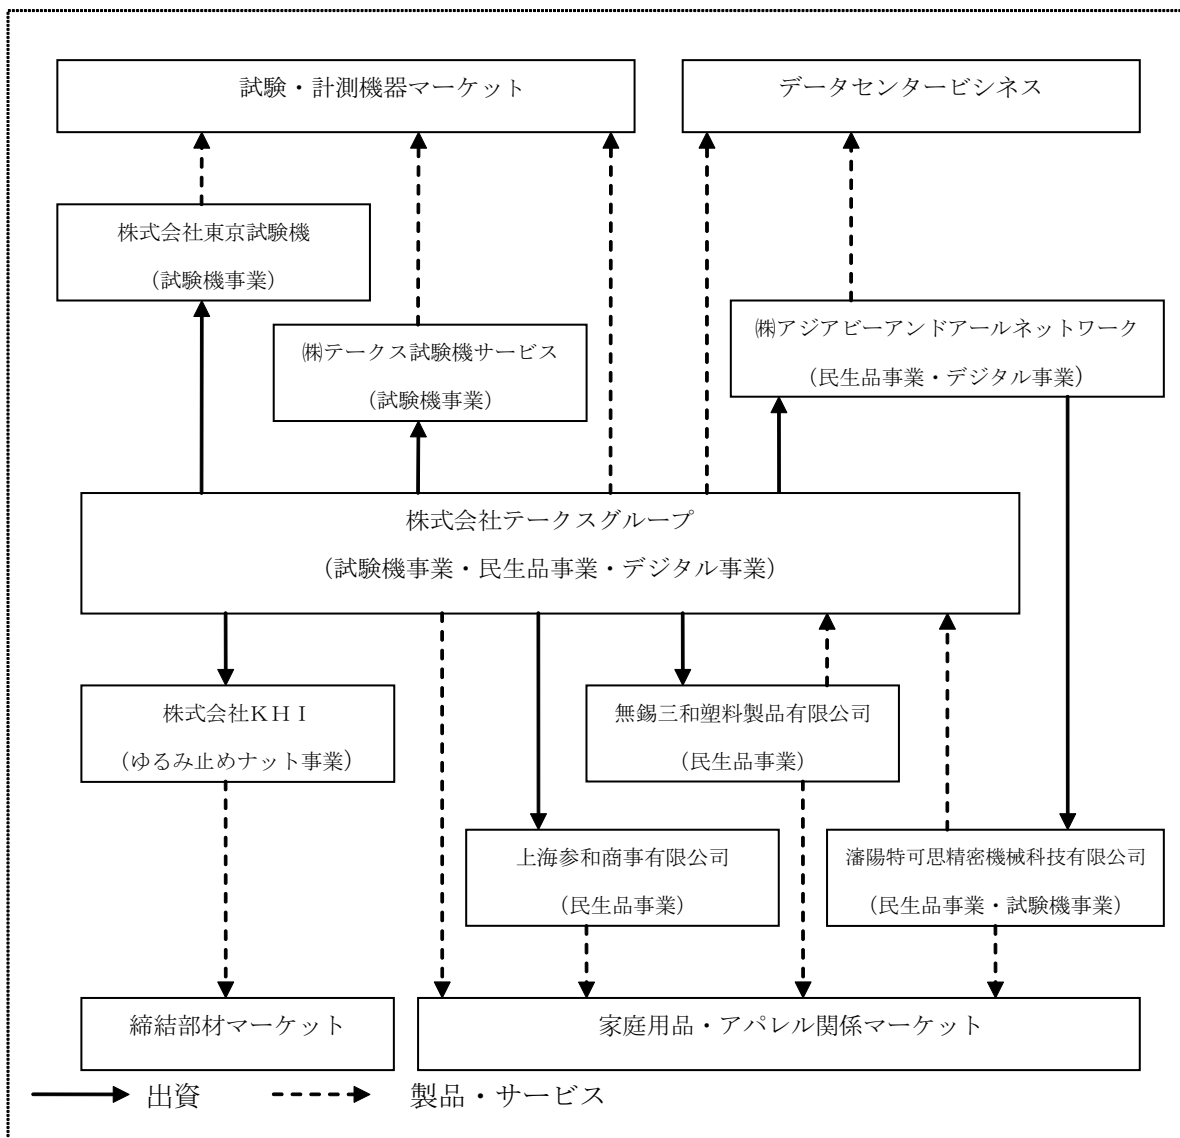 試験・計測機器マーケット
データセンタービジネス
株式会社東京試験機
(試験機事業)
㈱テークス試験機サービス
(試験機事業)
㈱アジアビーアンドアールネットワーク
(民生品事業・デジタル事業)
株式会社テークスグループ
(試験機事業・民生品事業・デジタル事業)
株式会社KHI
(ゆるみ止めナット事業)
無錫三和塑料製品有限公司
(民生品事業)
上海参和商事有限公司
(民生品事業)
瀋陽特可思精密機械科技有限公司
(民生品事業・試験機事業)
締結部材マーケット
家庭用品・アパレル関係マーケット
出資
製品・サービス